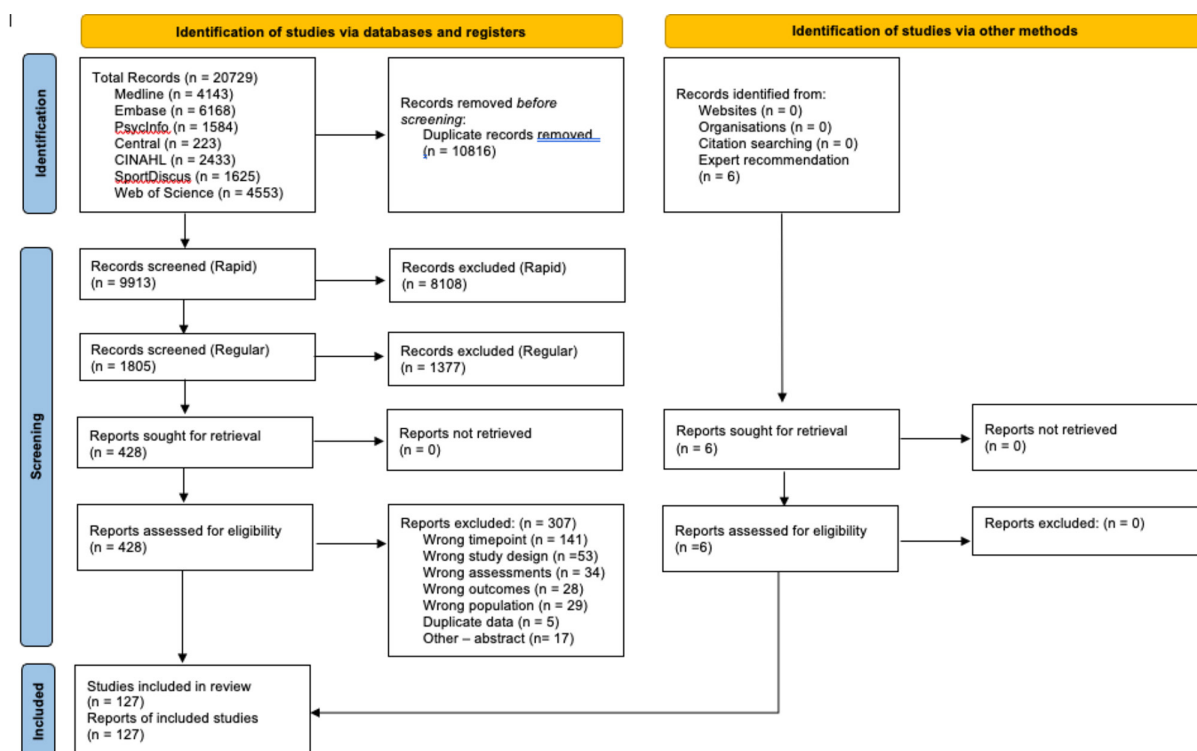 Identification of studies via databases and registers
Identification of studies via other methods
Identification
Total Records (n = 20729)
Medline (n = 4143)
Embase (n = 6168)
PsycInfo (n = 1584)
Central (n = 223)
CINAHL (n = 2433)
SportDiscus (n = 1625)
Web of Science (n = 4553)
Records removed before
screening:
Duplicate records removed
(n = 10816)
Records identified from:
Websites (n = 0)
Organisations (n = 0)
Citation searching (n = 0)
Expert recommendation
(n = 6)
Screening
Records screened (Rapid)
(n = 9913)
Records excluded (Rapid)
(n = 8108)
Records screened (Regular)
(n = 1805)
Records excluded (Regular)
(n = 1377)
Reports sought for retrieval
(n = 428)
Reports not retrieved
(n = 0)
Reports sought for retrieval
(n = 6)
Reports not retrieved
(n = 0)
Reports assessed for eligibility
(n = 428)
Reports excluded: (n = 307)
Wrong timepoint (n = 141)
Wrong study design (n =53)
Wrong assessments (n = 34)
Wrong outcomes (n = 28)
Wrong population (n = 29)
Duplicate data (n = 5)
Other – abstract (n= 17)
Reports assessed for eligibility
(n =6)
Reports excluded: (n = 0)
Included
Studies included in review
(n = 127)
Reports of included studies
(n = 127)